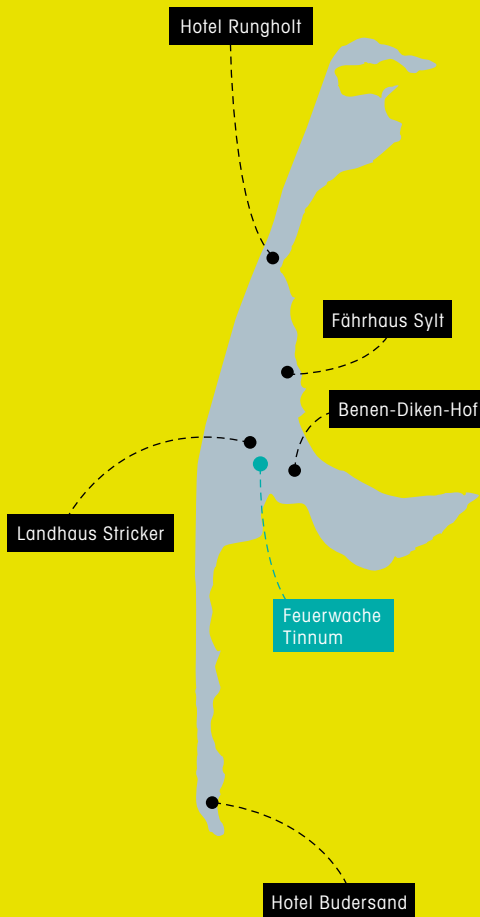 Hotel Rungholt
Fährhaus Sylt
Benen-Diken-Hof
Landhaus Stricker
Feuerwache
Tinnum
Hotel Budersand